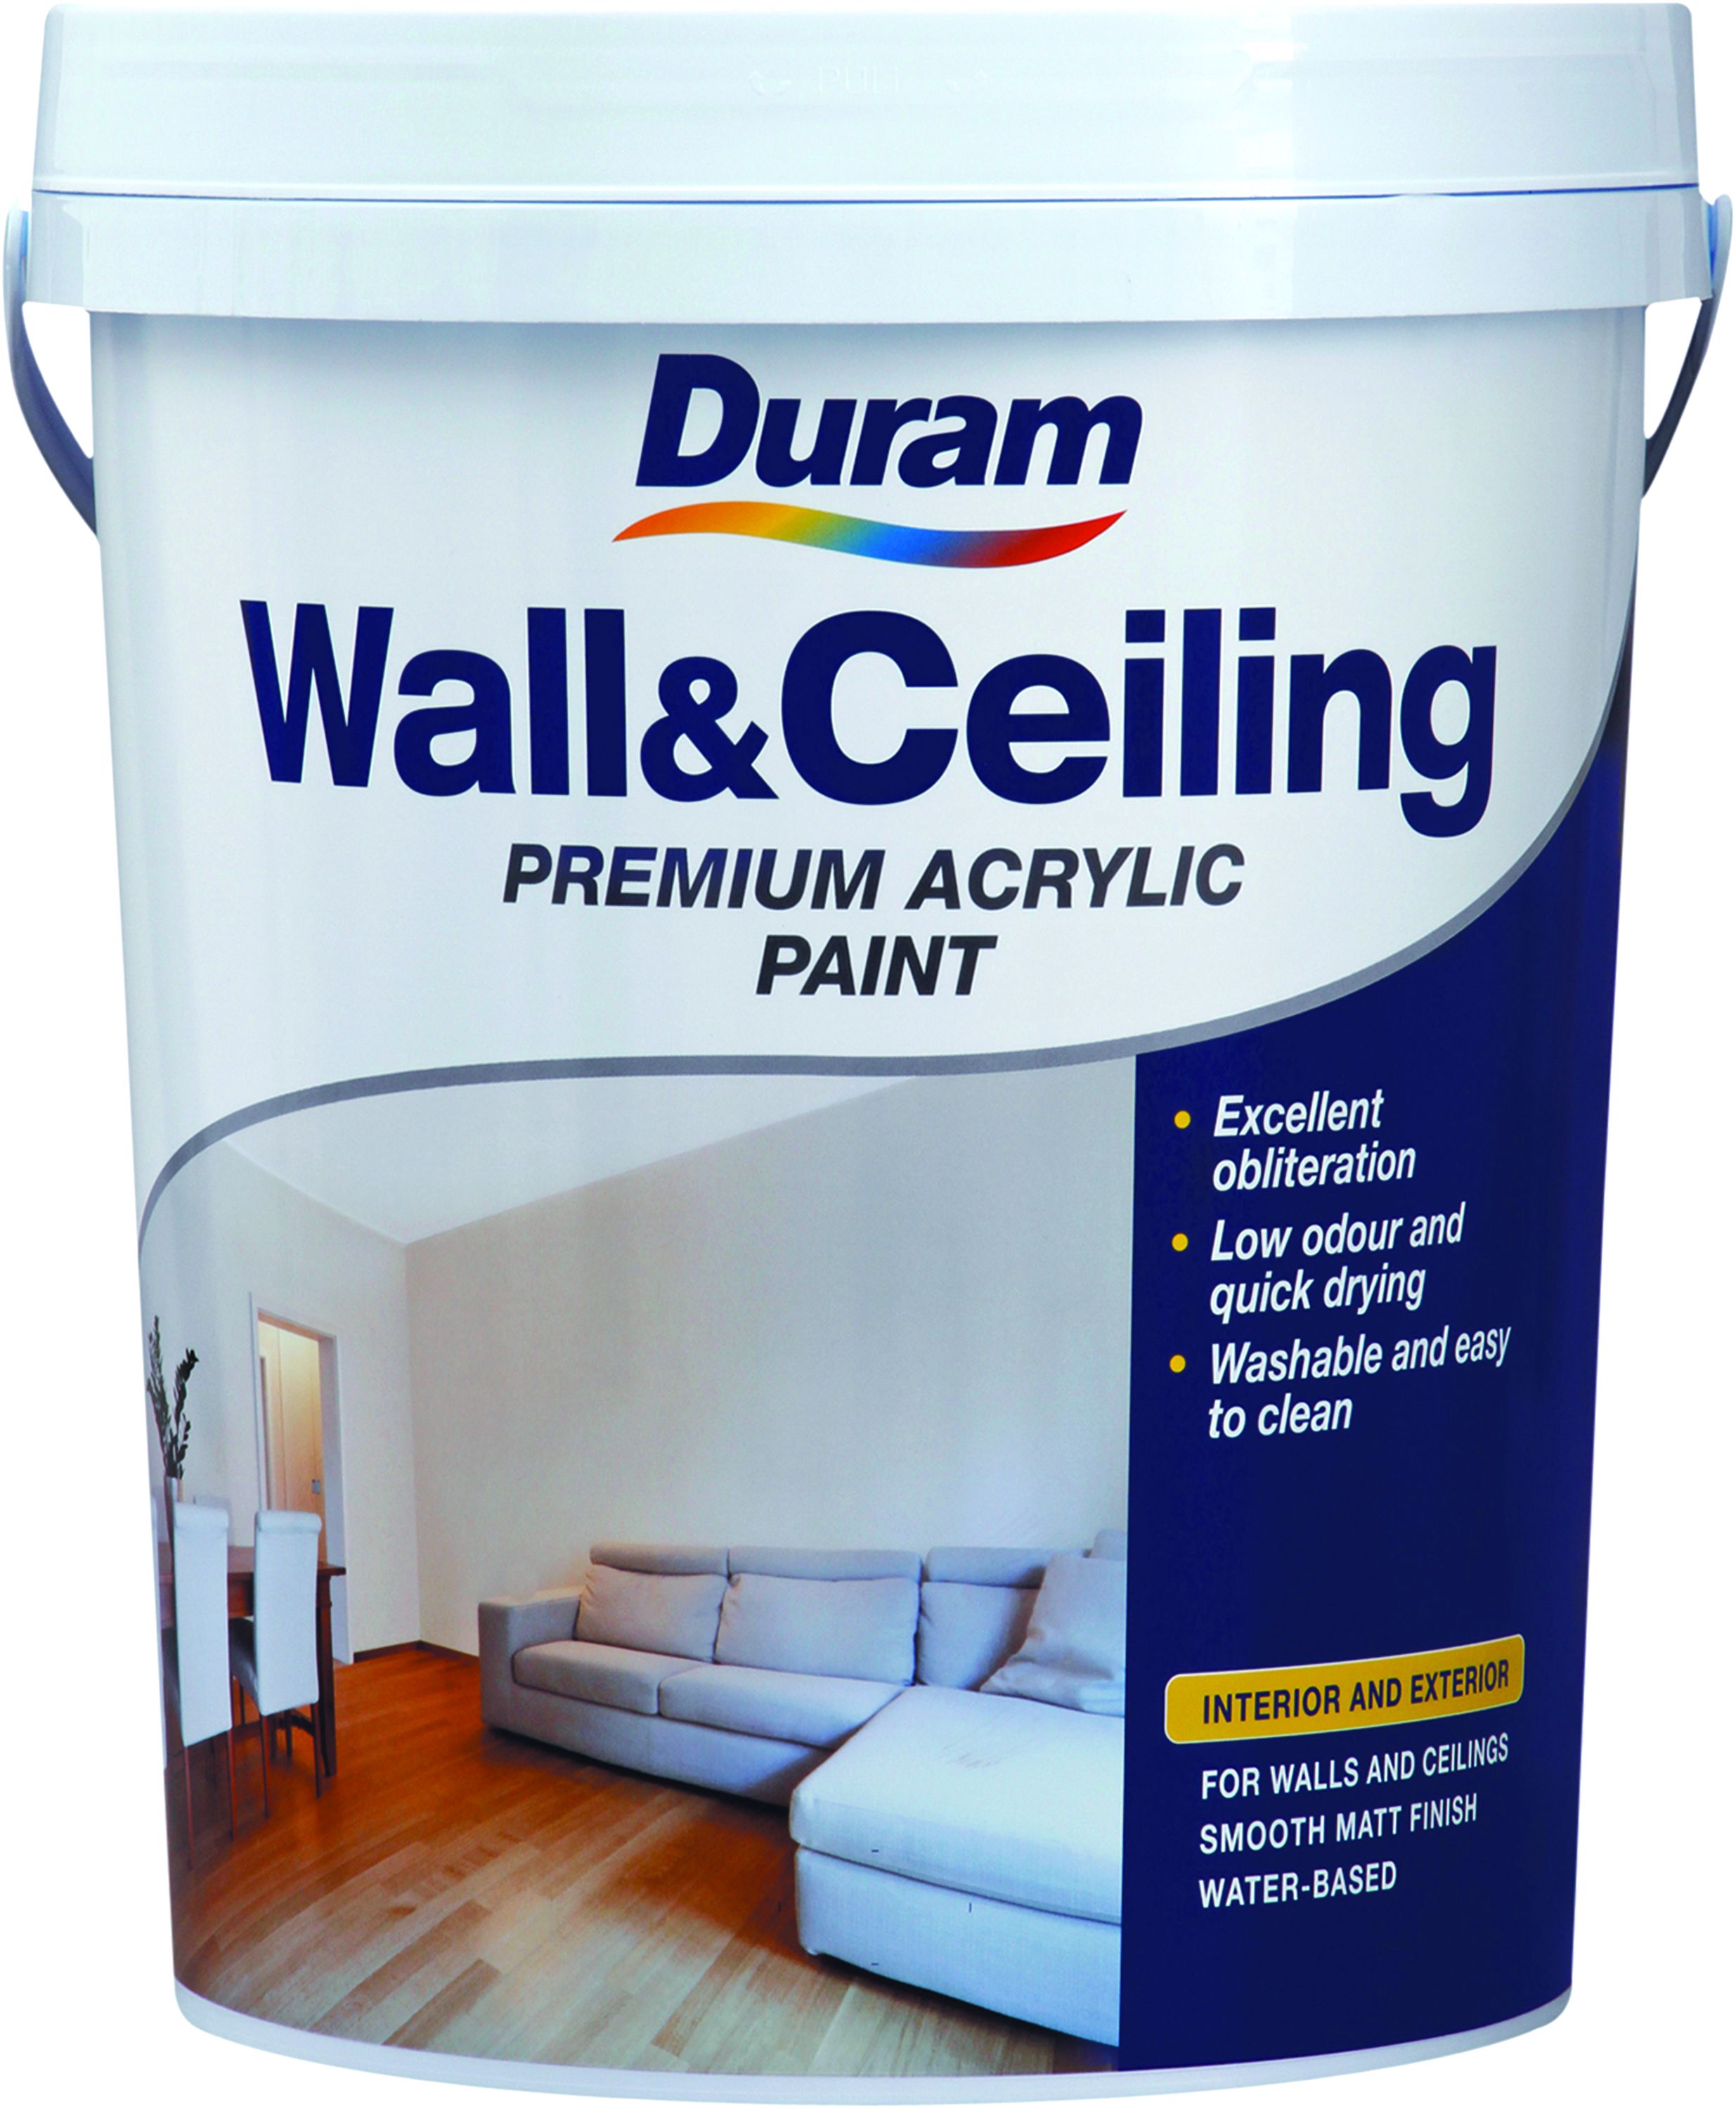 PULL
Duram
Wall&Ceiling
PREMIUM ACRYLIC
PAINT
• Excellent
obliteration
• Low odour and
quick drying
• Washable and easy
to clean
INTERIOR AND EXTERIOR
FOR WALLS AND CEILINGS
SMOOTH MATT FINISH
WATER-BASED